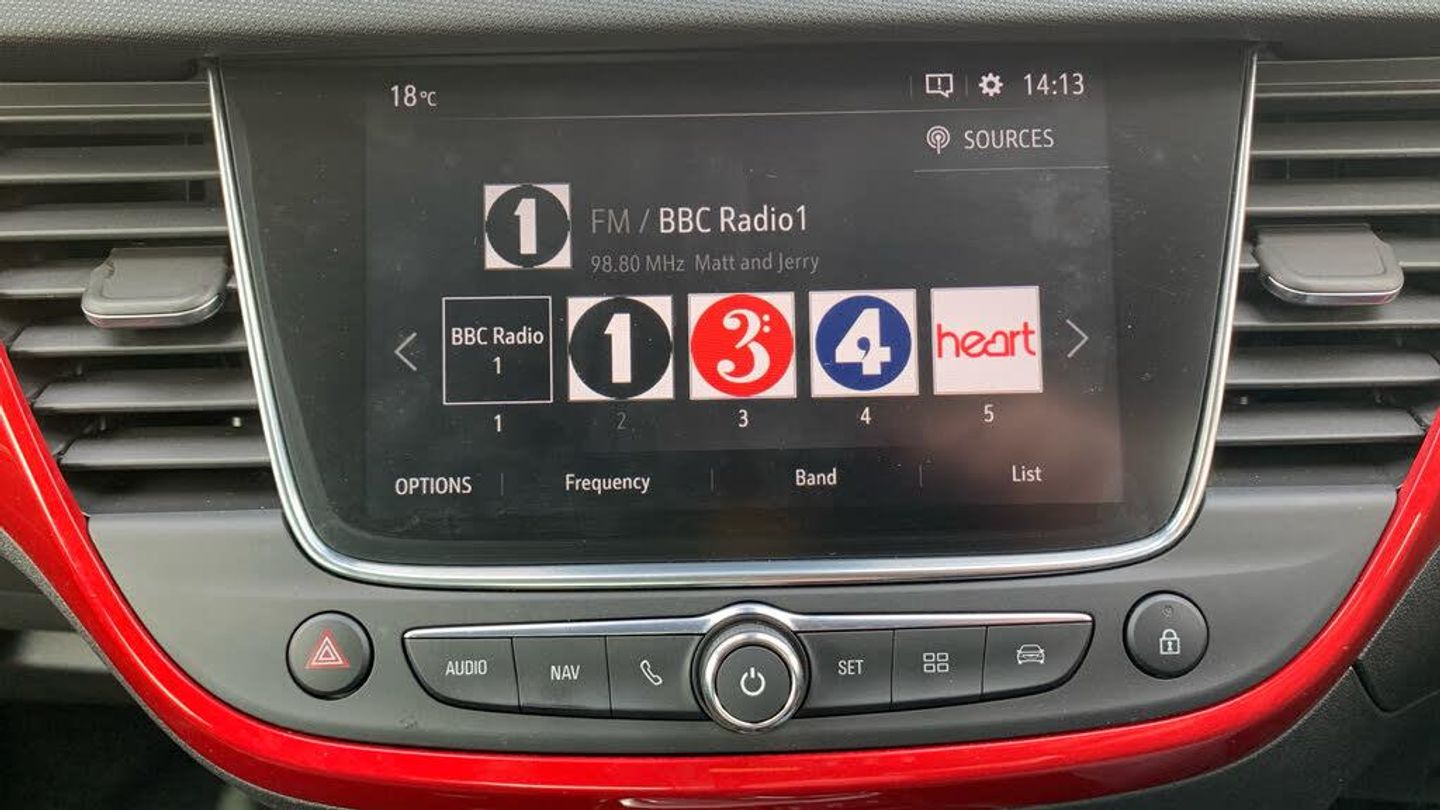 18°C
14:13
SOURCES
1
FM / BBC Radio1
98.80 MHz Matt and Jerry
BBC Radio
1
1
3:
4
heart
1
2
3
4
5
OPTIONS
Frequency
Band
List
AUDIO
NAV
SET